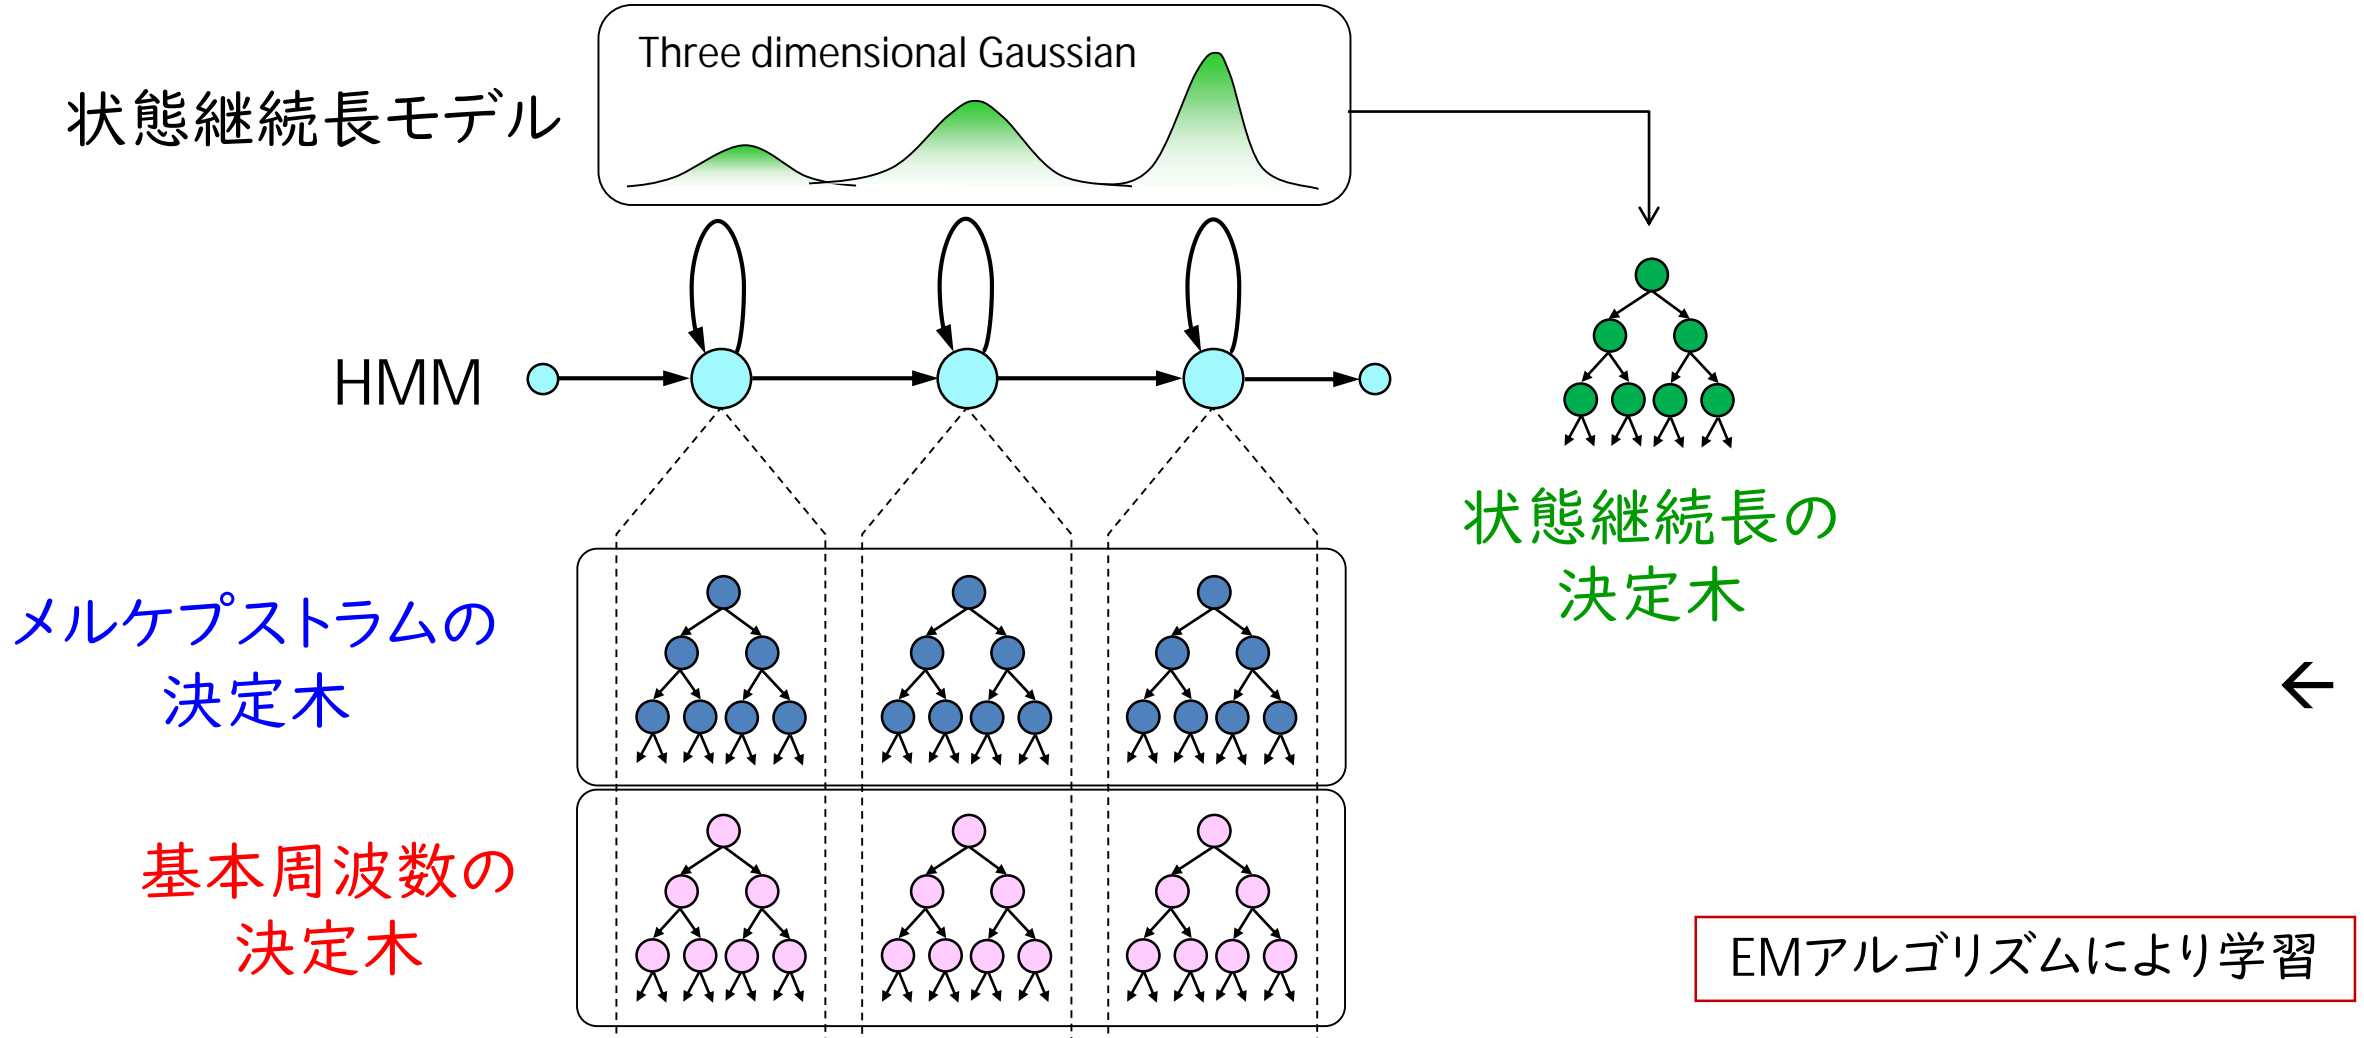 Three dimensional Gaussian
状態継続長モデル
HMM
状態継続長の
決定木
メルケプストラムの
決定木
←
基本周波数の
決定木
EMアルゴリズムにより学習